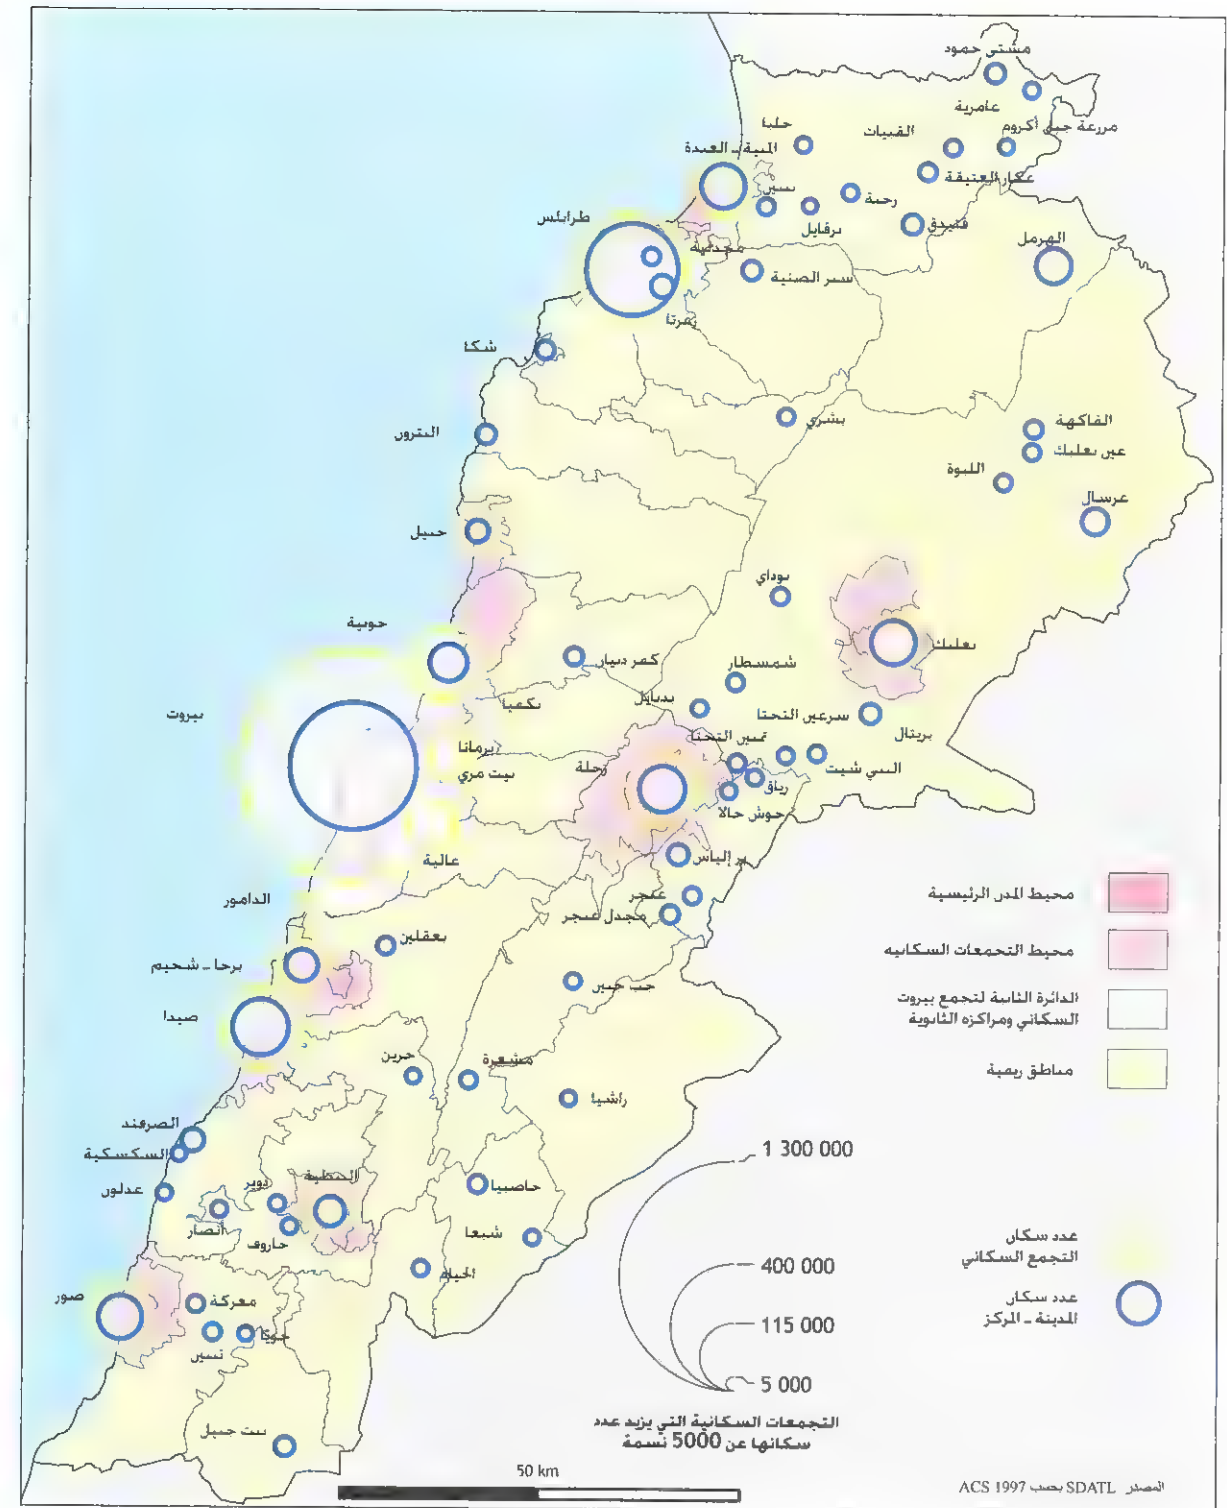 مشتى حمود
عامرية
مزرعة جبل أكروم
حلبا
القبيات
المنية ـ العبدة
عكار العتيقة
ببنين
رحبة
برقايل
فنيدق
طرابلس
مجدليا
الهرمل
سير الضنية
زغرتا
شكا
بشري
الفاكهة
البترون
عين بعلبك
اللبوة
عرسال
جبيل
بوداي
جونية
بعلبك
كفر دبيان
شمسطار
بكفيا
بدنايل
سرعين التحتا
بيروت
بريتال
تمنين التحتا
برمانا
بيت مري
زحلة
النبي شيت
رياق
حوش حالا
عالية
بر إلياس
محيط المدن الرئيسية
الدامور
عنجر
مجدل عنجر
بعقلين
برجا ـ شحيم
محيط التجمعات السكانية
جب جنين
الدائرة الثانية لتجمع بيروت
السكاني ومراكزه الثانوية
صيدا
جزين
مشغرة
مناطق ريفية
راشيا
الصرفند
1 300 000
السكسكية
النبطية
دوير
حاصبيا
عدلون
أنصار
حاروف
شبعا
عدد سكان
التجمع السكاني
400 000
الخيام
صور
معركة
عدد سكان
المدينة ـ المركز
115 000
جويا
5 000
التجمعات السكانية التي يزيد عدد
سكانها عن 5000 نسمة
بنت جبيل
50 km
المصدر SDATL بحسب ACS 1997